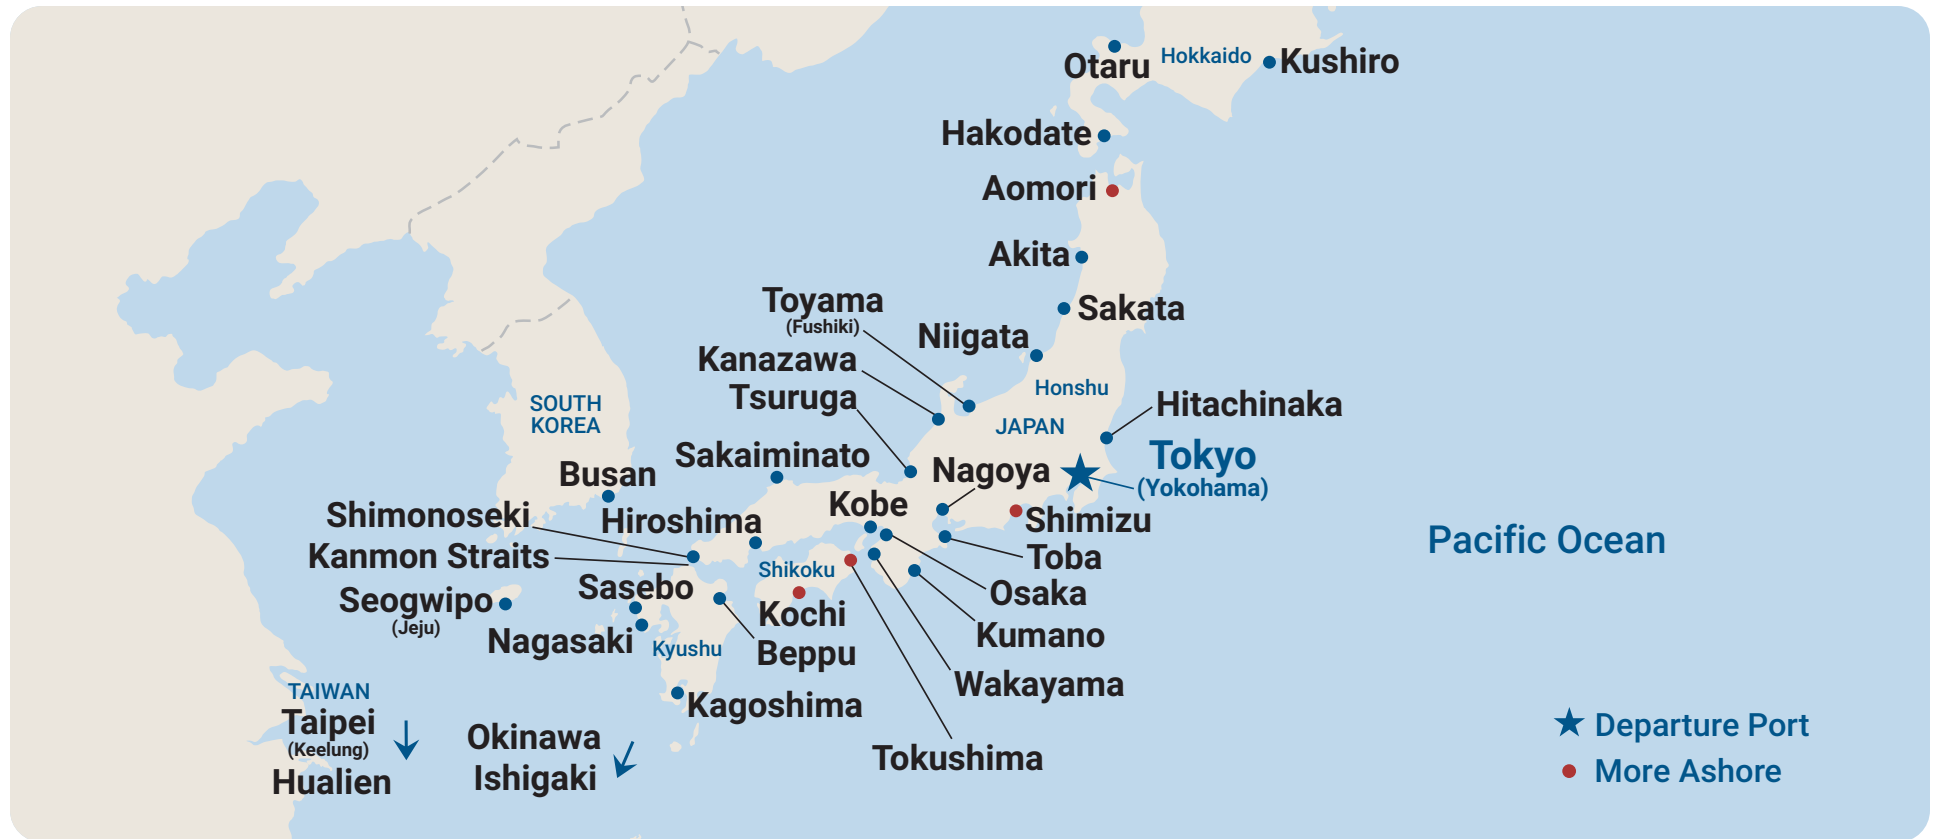 Otaru
Hokkaido
Kushiro
Hakodate
Aomori
Akita
Toyama
(Fushiki)
Sakata
Niigata
Kanazawa
Tsuruga
Honshu
SOUTH
KOREA
JAPAN
Hitachinaka
Tokyo
(Yokohama)
Sakaiminato
Nagoya
Busan
Kobe
Shimonoseki
Hiroshima
Shimizu
Pacific Ocean
Kanmon Straits
Toba
Shikoku
Sasebo
Osaka
Seogwipo
(Jeju)
Kochi
Nagasaki
Kyushu
Beppu
Kumano
Wakayama
TAIWAN
Taipei
(Keelung)
Hualien
Kagoshima
Okinawa
Ishigaki
Tokushima
Departure Port
More Ashore